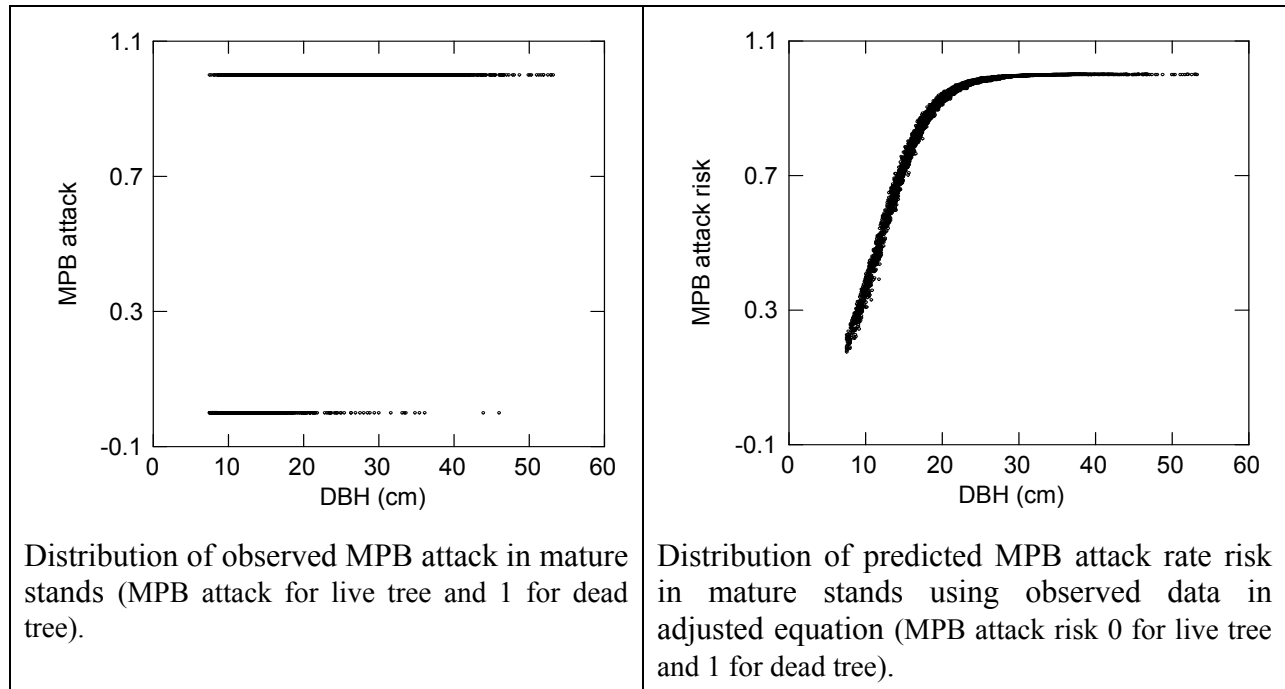 1.1
0.7
0.3
-0.1
MPB attack
0 10 20 30 40 50 60
DBH (cm)
Distribution of observed MPB attack in mature
stands (MPB attack for live tree and 1 for dead
tree).
1.1
0.7
0.3
-0.1
MPB attack risk
0 10 20 30 40 50 60
DBH (cm)
Distribution of predicted MPB attack rate risk
in mature stands using observed data in
adjusted equation (MPB attack risk 0 for live tree
and 1 for dead tree).